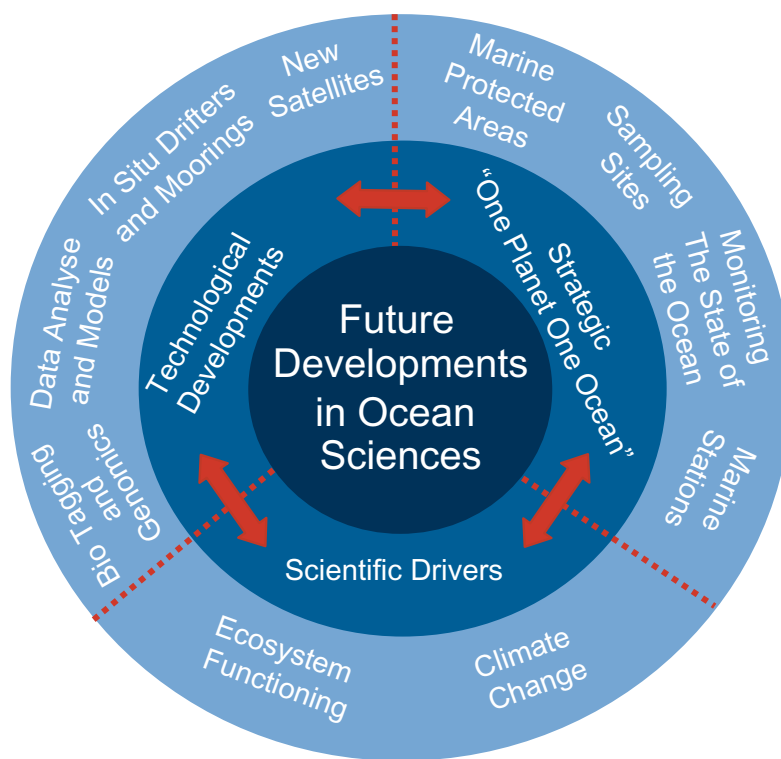 New
Satellites
In Situ Drifters
and Moorings
Data Analyse
and Models
Bio Tagging
and
Genomics
Marine
Protected
Areas
Sampling
Sites
Monitoring
The State of
the Ocean
Marine
Stations
Technological
Developments
Strategic
“One Planet One Ocean”
Future
Developments
in Ocean
Sciences
Scientific Drivers
Ecosystem
Functioning
Climate
Change